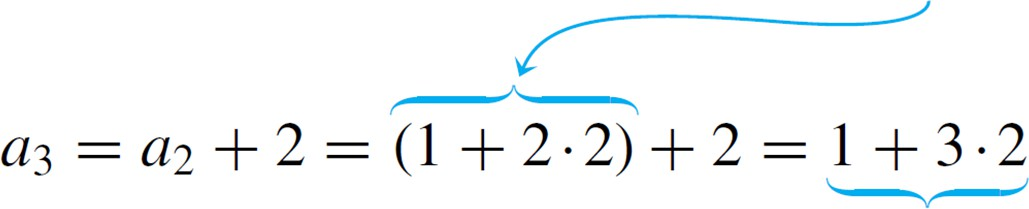 a₃ = a₂ + 2 = (1 + 2 · 2) + 2 = 1 + 3 · 2